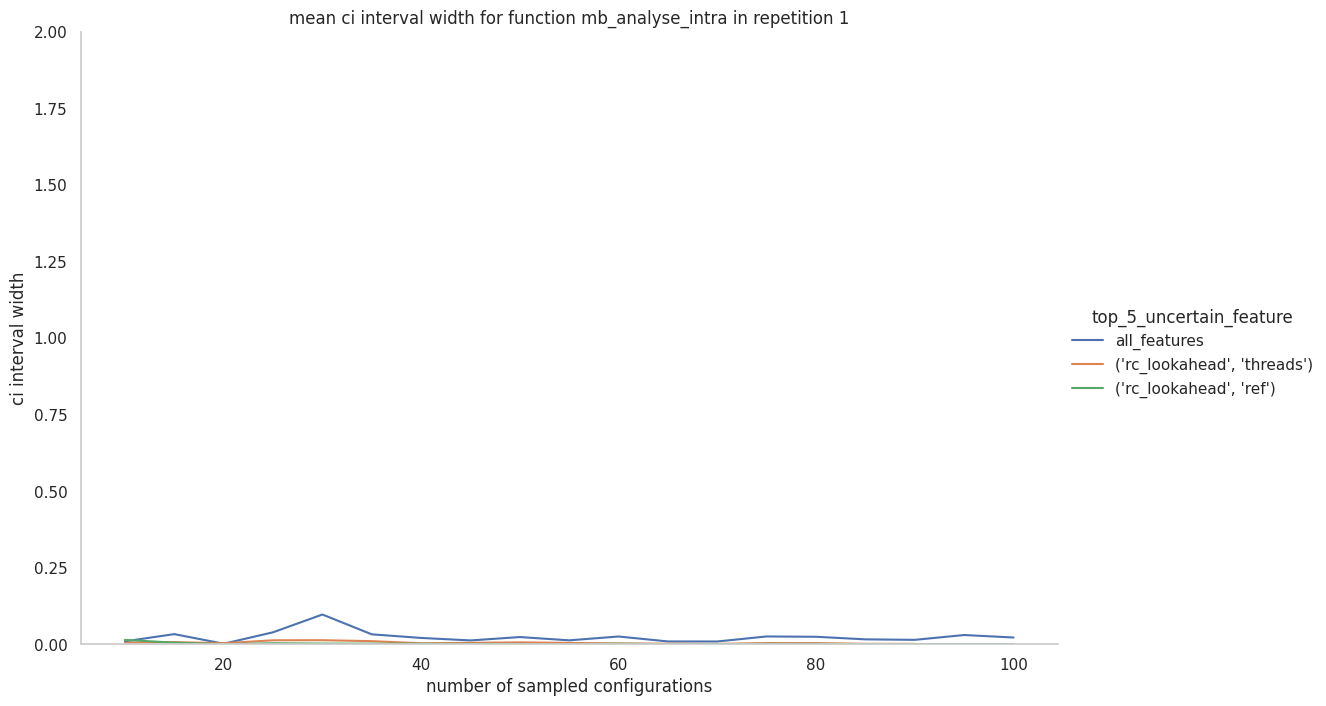 mean ci interval width for function mb_analyse_intra in repetition 1
2.00
1.75
1.50
1.25
1.00
0.75
0.50
0.25
0.00
ci interval width
20
40
60
80
100
number of sampled configurations
top_5_uncertain_feature
all_features
('rc_lookahead', 'threads')
('rc_lookahead', 'ref')